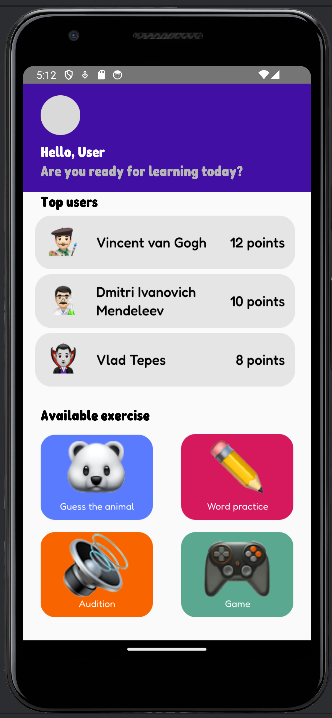 5:12
Hello, User
Are you ready for learning today?
Top users
Vincent van Gogh 12 points
Dmitri Ivanovich
Mendeleev 10 points
Vlad Tepes 8 points
Available exercise
Guess the animal Word practice
Audition Game